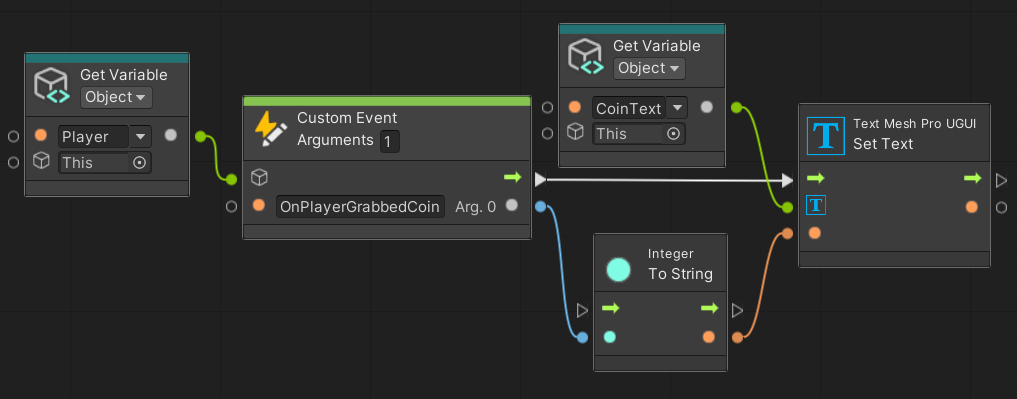 Get Variable
Object
Player
This
Custom Event
Arguments 1
OnPlayerGrabbedCoin Arg. 0
Get Variable
Object
CoinText
This
Integer
To String
Text Mesh Pro UGUI
Set Text